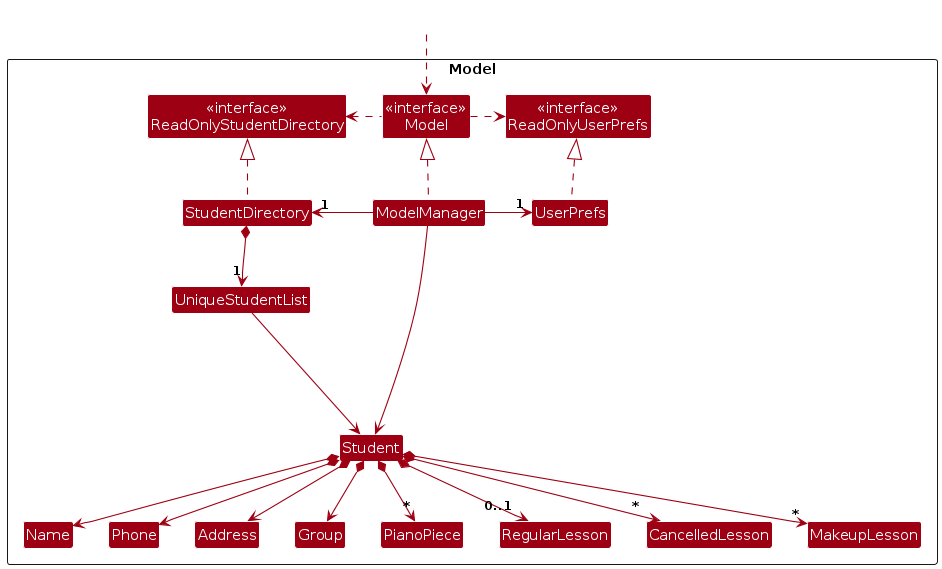 Model
«interface»
ReadOnlyStudentDirectory
«interface»
Model
«interface»
ReadOnlyUserPrefs
StudentDirectory
1
ModelManager
1
UserPrefs
1
UniqueStudentList
Student
*
0..1
*
*
Name
Phone
Address
Group
PianoPiece
RegularLesson
CancelledLesson
MakeupLesson